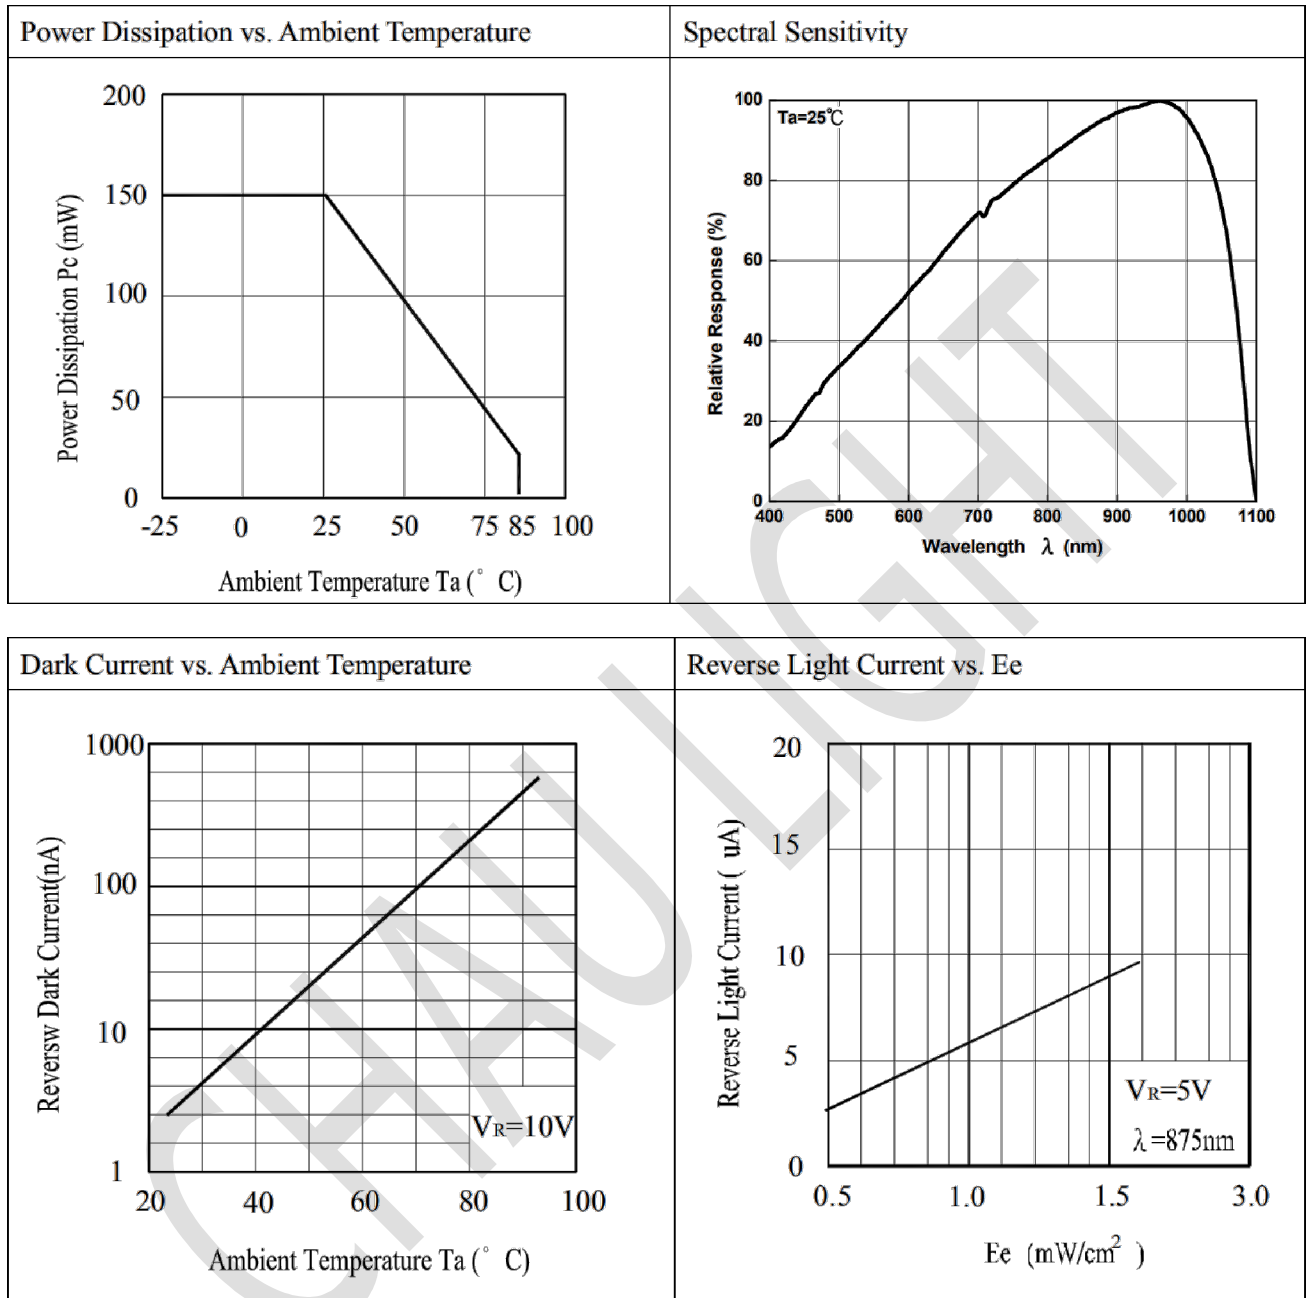 Power Dissipation vs. Ambient Temperature
200
150
100
50
0
-25 0 25 50 75 85 100
Power Dissipation Pc (mW)
Ambient Temperature Ta (° C)
Spectral Sensitivity
Ta=25℃
100
80
60
40
20
0
400 500 600 700 800 900 1000 1100
Relative Response (%)
Wavelength λ (nm)
Dark Current vs. Ambient Temperature
1000
100
10
1
20 40 60 80 100
Reversw Dark Current(nA)
VR=10V
Ambient Temperature Ta (° C)
Reverse Light Current vs. Ee
20
15
10
5
0
0.5 1.0 1.5 3.0
Reverse Light Current ( uA)
VR=5V
λ=875nm
Ee (mW/cm² )
CHAU LIGHT